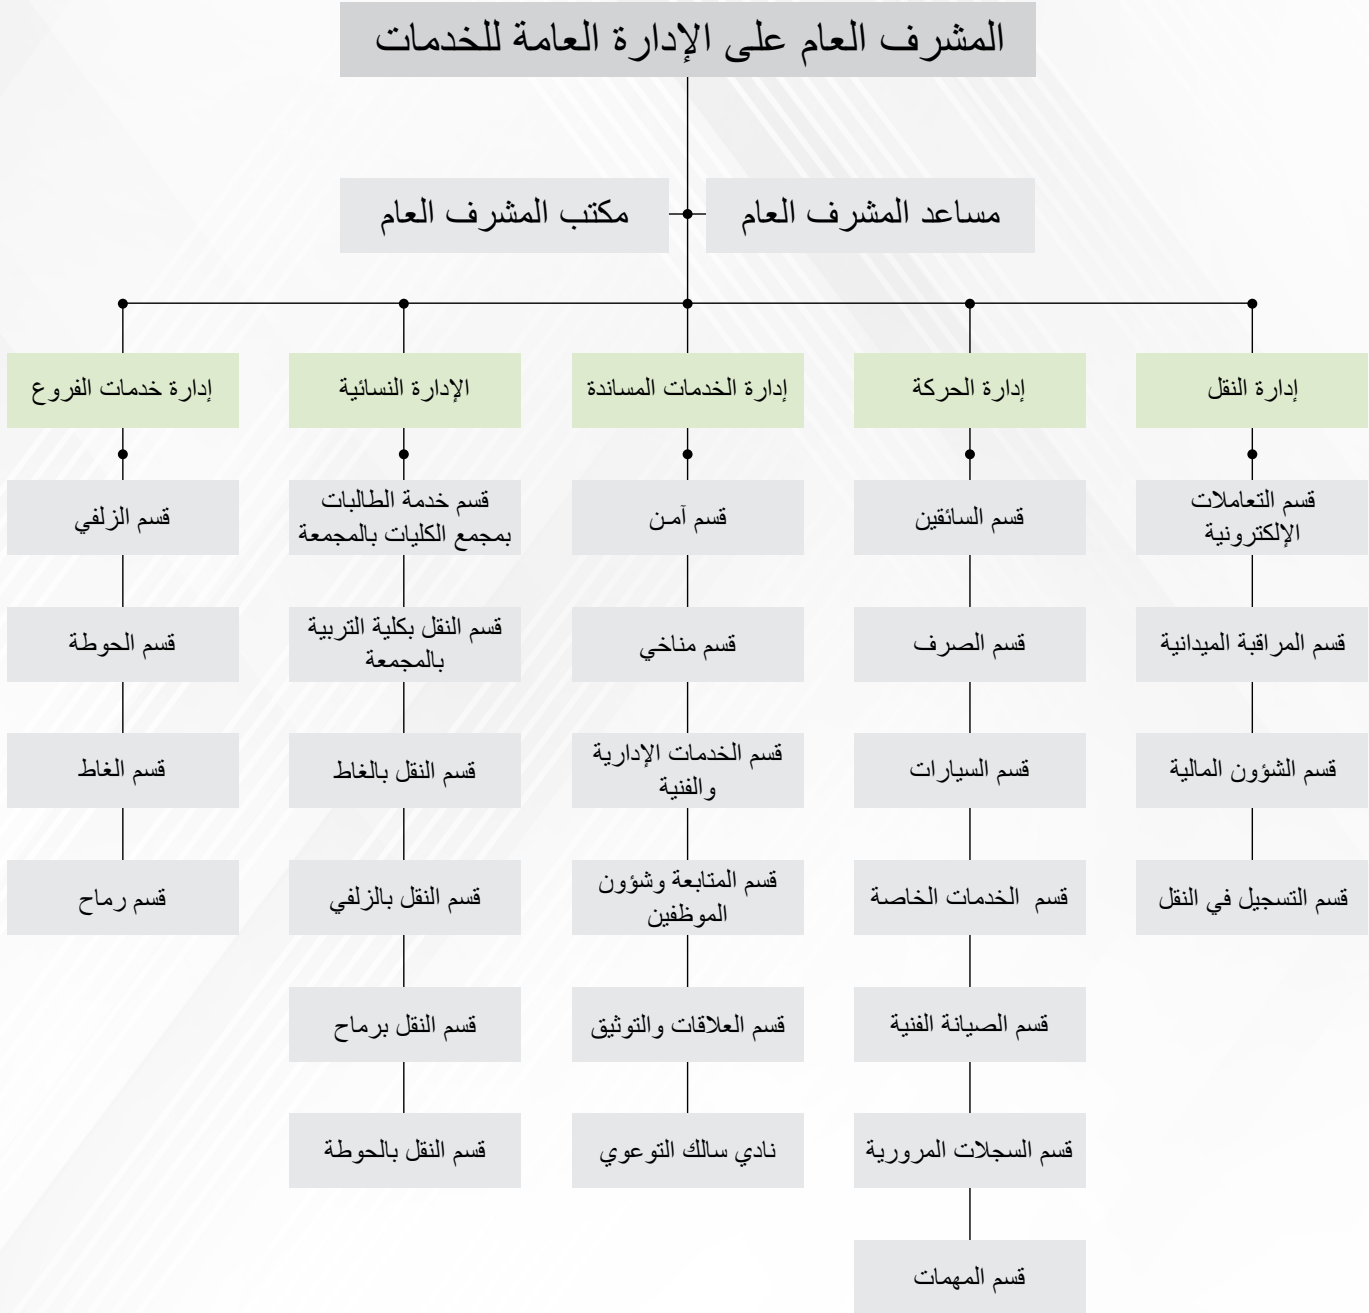 المشرف العام على الإدارة العامة للخدمات
مساعد المشرف العام
مكتب المشرف العام
إدارة النقل
إدارة الحركة
إدارة الخدمات المساندة
الإدارة النسائية
إدارة خدمات الفروع
قسم التعاملات
الإلكترونية
قسم المراقبة الميدانية
قسم الشؤون المالية
قسم التسجيل في النقل
قسم السائقين
قسم الصرف
قسم السيارات
قسم الخدمات الخاصة
قسم الصيانة الفنية
قسم السجلات المرورية
قسم المهمات
قسم آمـن
قسم مناخي
قسم الخدمات الإدارية
والفنية
قسم المتابعة وشؤون
الموظفين
قسم العلاقات والتوثيق
نادي سالك التوعوي
قسم خدمة الطالبات
بمجمع الكليات بالمجمعة
قسم النقل بكلية التربية
بالمجمعة
قسم النقل بالغاط
قسم النقل بالزلفي
قسم النقل برماح
قسم النقل بالحوطة
قسم الزلفي
قسم الحوطة
قسم الغاط
قسم رماح